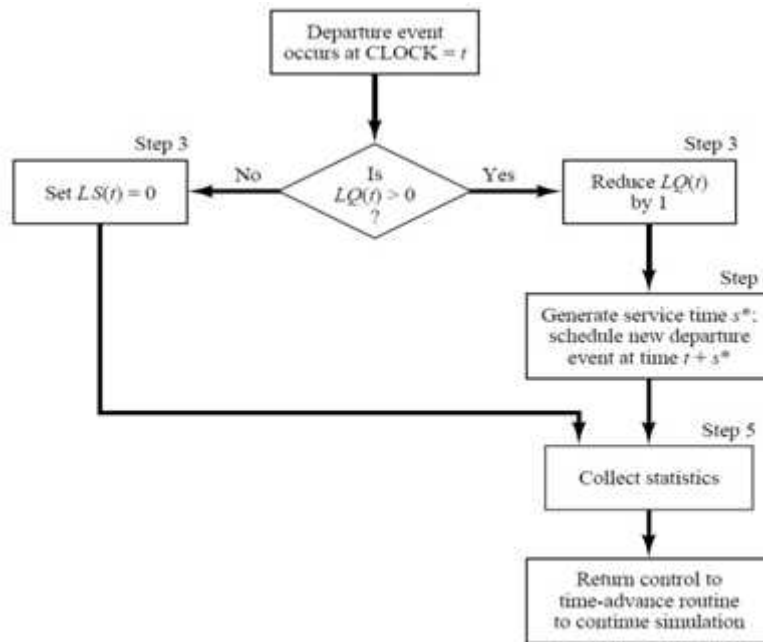 Departure event
occurs at CLOCK = t
Step 3
Step 3
No
Is
LQ(t) > 0
?
Yes
Set LS(t) = 0
Reduce LQ(t)
by 1
Step
Generate service time s*;
schedule new departure
event at time t + s*
Step 5
Collect statistics
Return control to
time-advance routine
to continue simulation